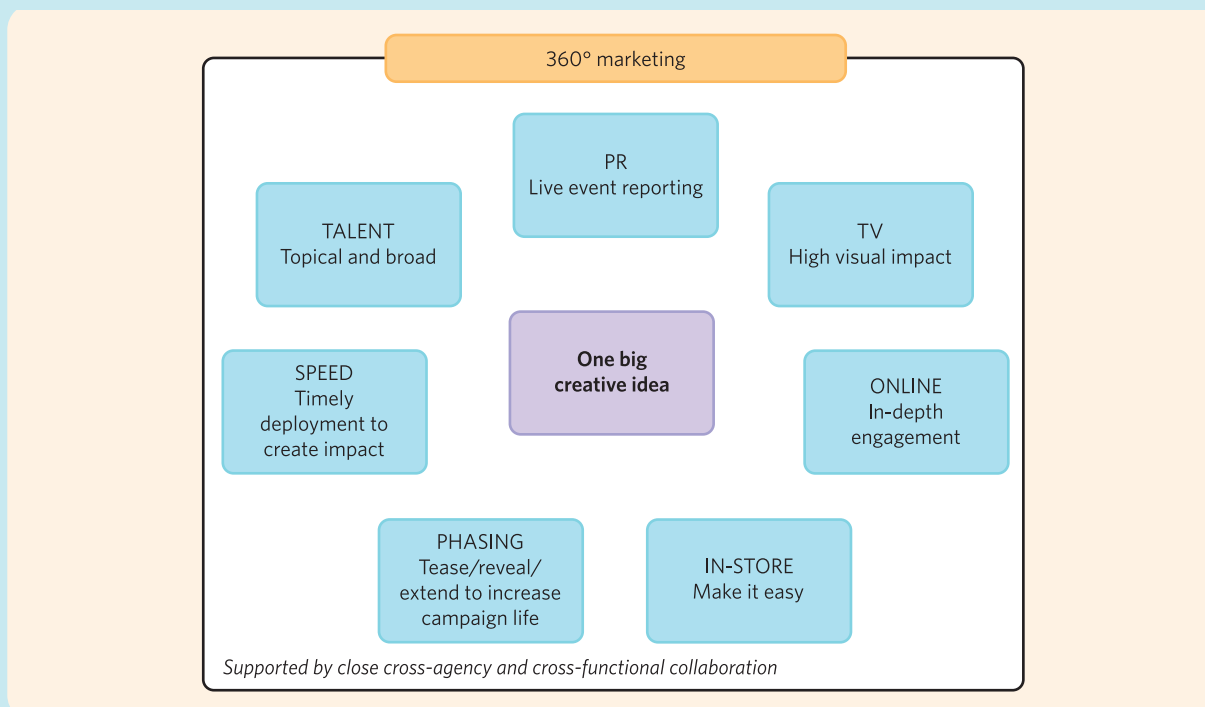 360° marketing
PR
Live event reporting
TALENT
Topical and broad
TV
High visual impact
One big
creative idea
SPEED
Timely
deployment to
create impact
ONLINE
In-depth
engagement
PHASING
Tease/reveal/
extend to increase
campaign life
IN-STORE
Make it easy
Supported by close cross-agency and cross-functional collaboration